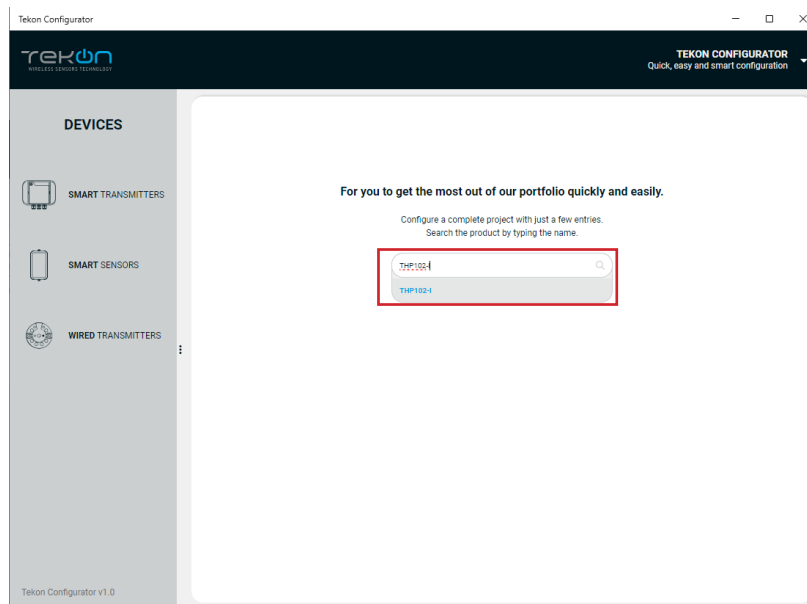 Tekon Configurator
TEKON
WIRELESS SENSORS TECHNOLOGY
TEKON CONFIGURATOR
Quick, easy and smart configuration
DEVICES
SMART TRANSMITTERS
SMART SENSORS
WIRED TRANSMITTERS
Tekon Configurator v1.0
For you to get the most out of our portfolio quickly and easily.
Configure a complete project with just a few entries.
Search the product by typing the name.
THP102-I
THP102-I